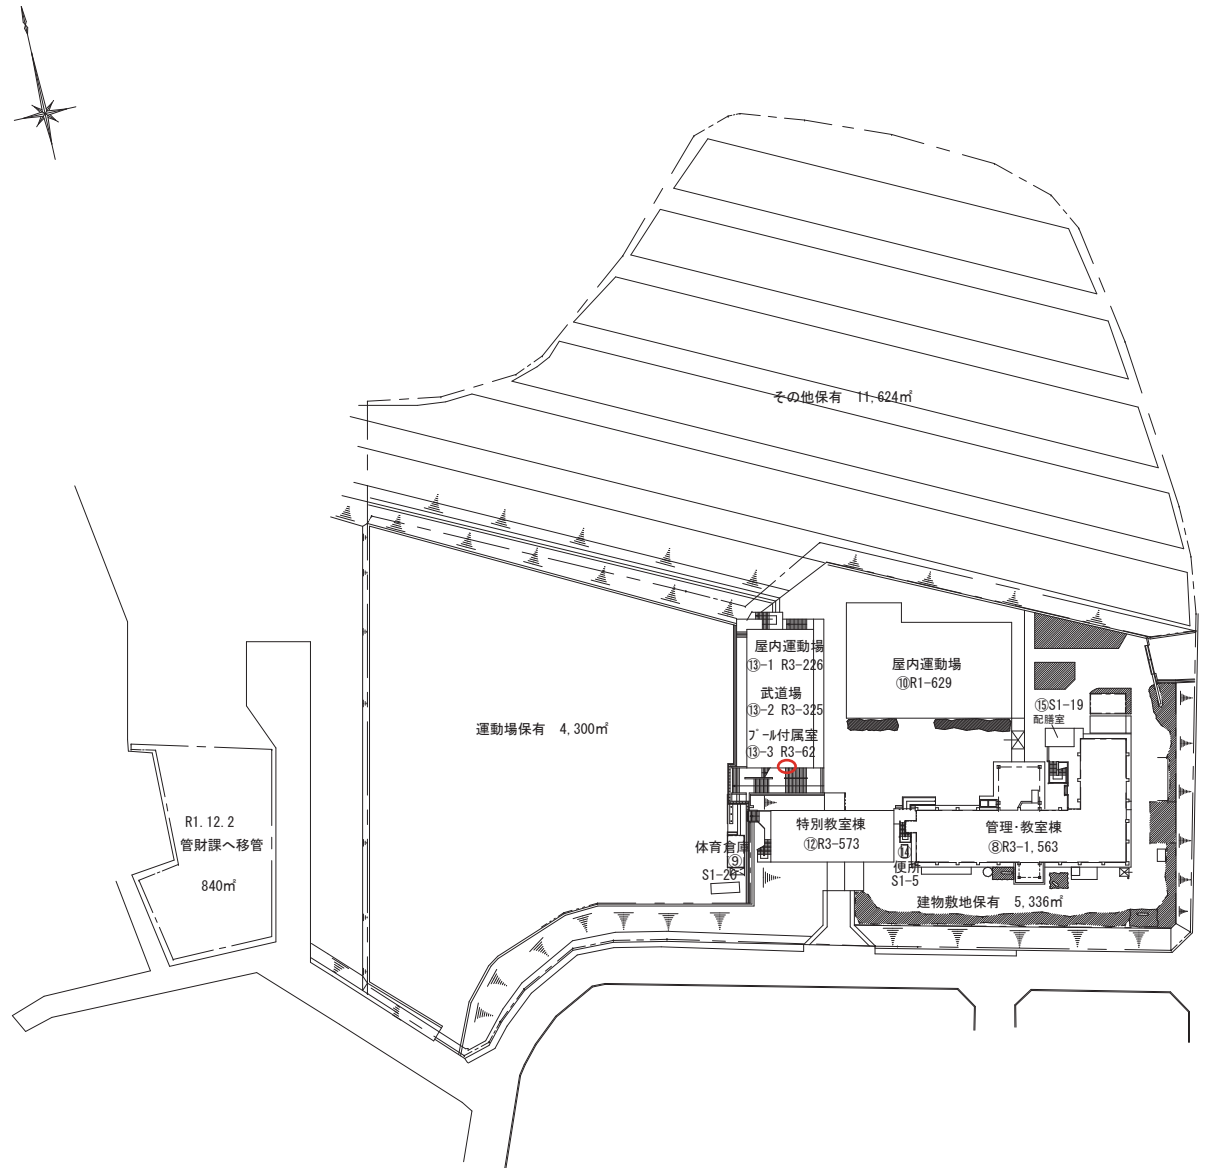 その他保有 11,624㎡
屋内運動場
⑬-1 R3-226
武道場
⑬-2 R3-325
プール付属室
⑬-3 R3-62
屋内運動場
⑩R1-629
⑮S1-19
配膳室
運動場保有 4,300㎡
R1.12.2
管財課へ移管
840㎡
特別教室棟
⑫R3-573
管理・教室棟
⑧R3-1,563
体育倉庫
⑨
S1-26
⑭
便所
S1-5
建物敷地保有 5,336㎡